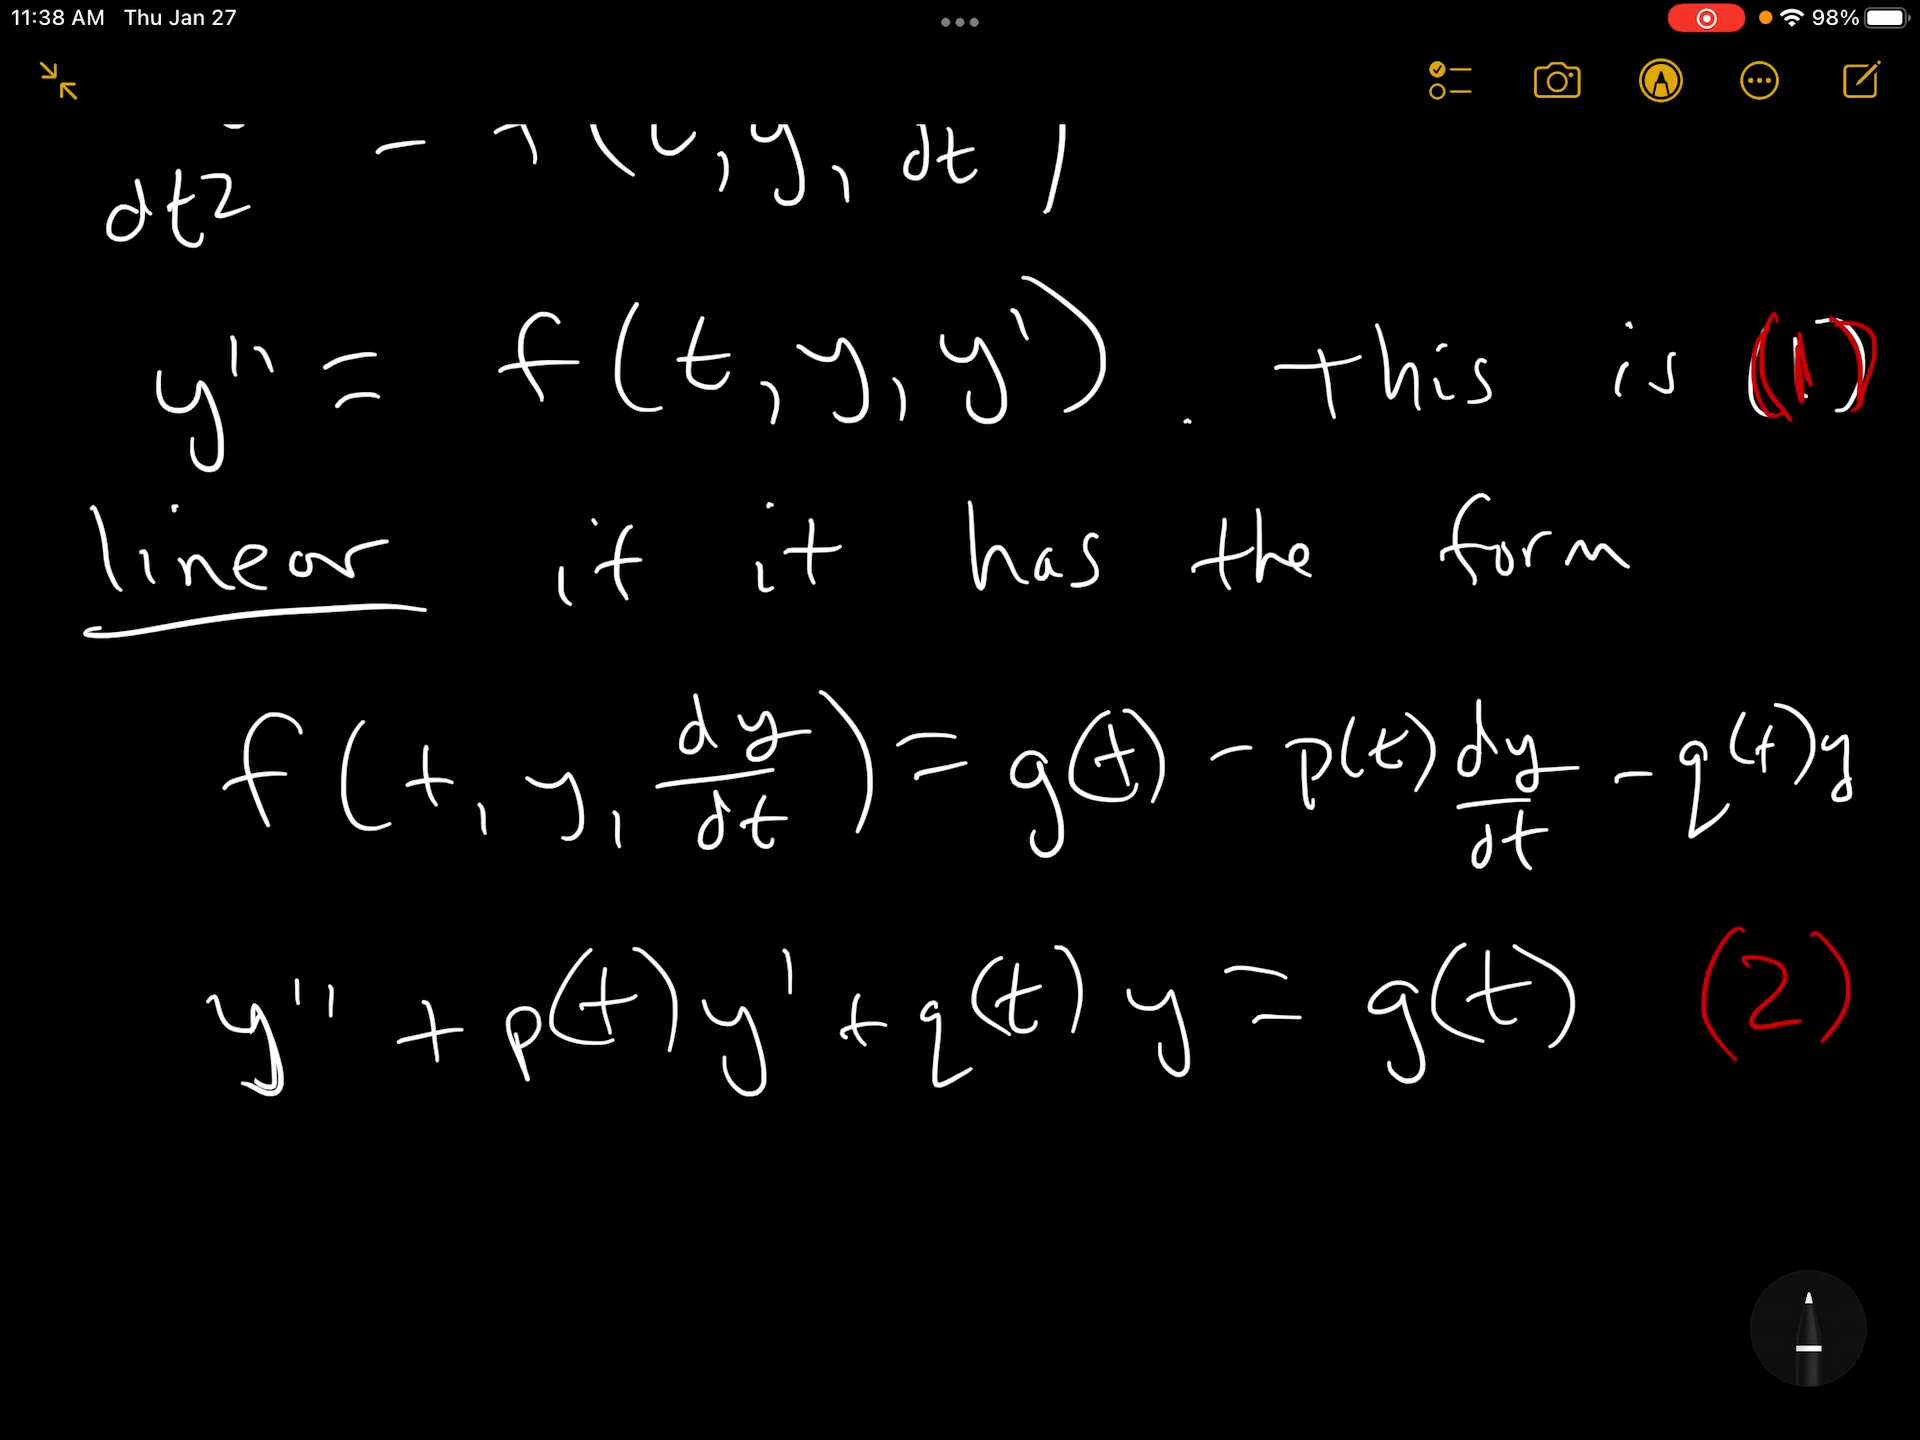 11:38 AM Thu Jan 27 98%
dt² = f(t, y, dt)
y'' = f(t, y, y'). this is (1)
linear if it has the form
f(t, y, dy/dt) = g(t) - p(t) dy/dt - q(t)y
y'' + p(t)y' + q(t)y = g(t) (2)